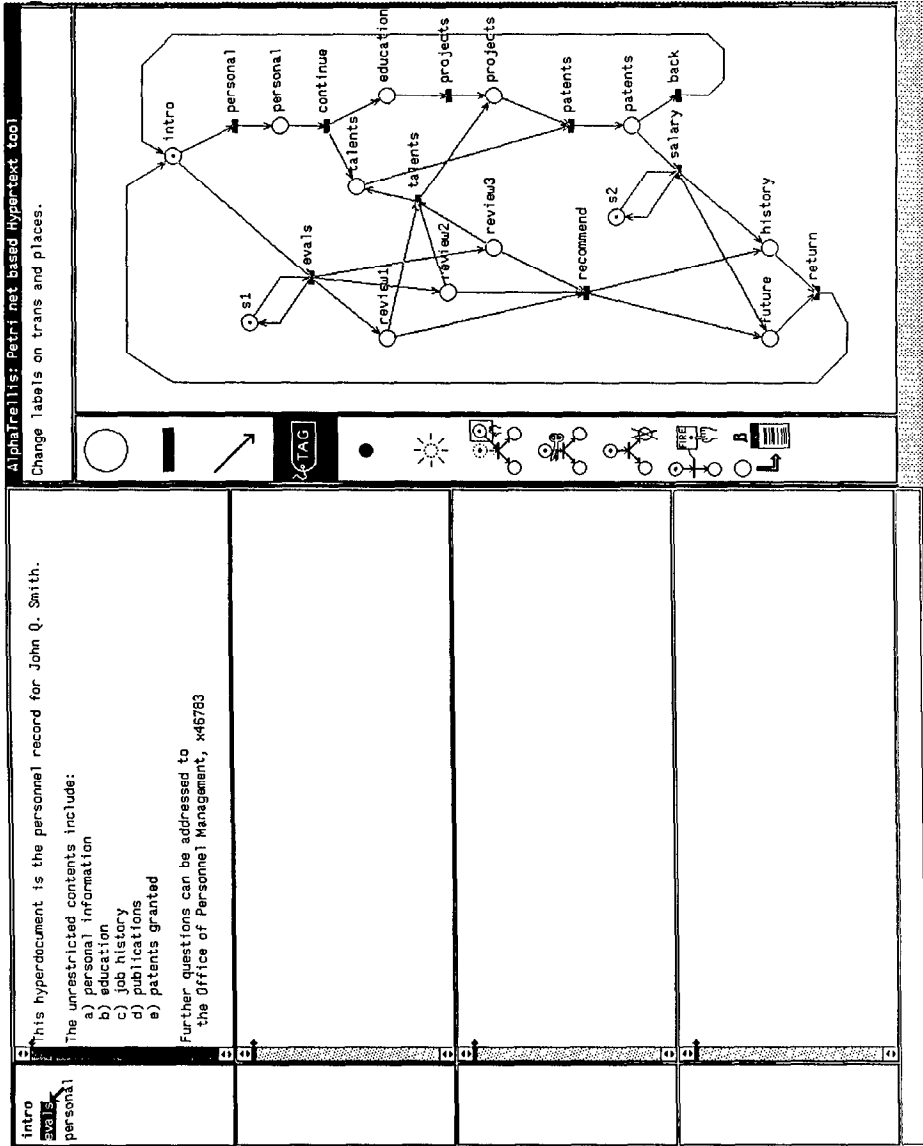 intro
evals
personal
This hyperdocument is the personnel record for John Q. Smith.
The unrestricted contents include:
a) personal information
b) education
c) job history
d) publications
e) patents granted
Further questions can be addressed to
the Office of Personnel Management, x46783
AlphaTrellis: Petri net based Hypertext tool
Change labels on trans and places.
TAG
FIRE
intro
personal
s1
personal
evals
continue
talents
review1
education
talents
review2
projects
review3
projects
patents
recommend
s2
patents
salary
back
future
history
return